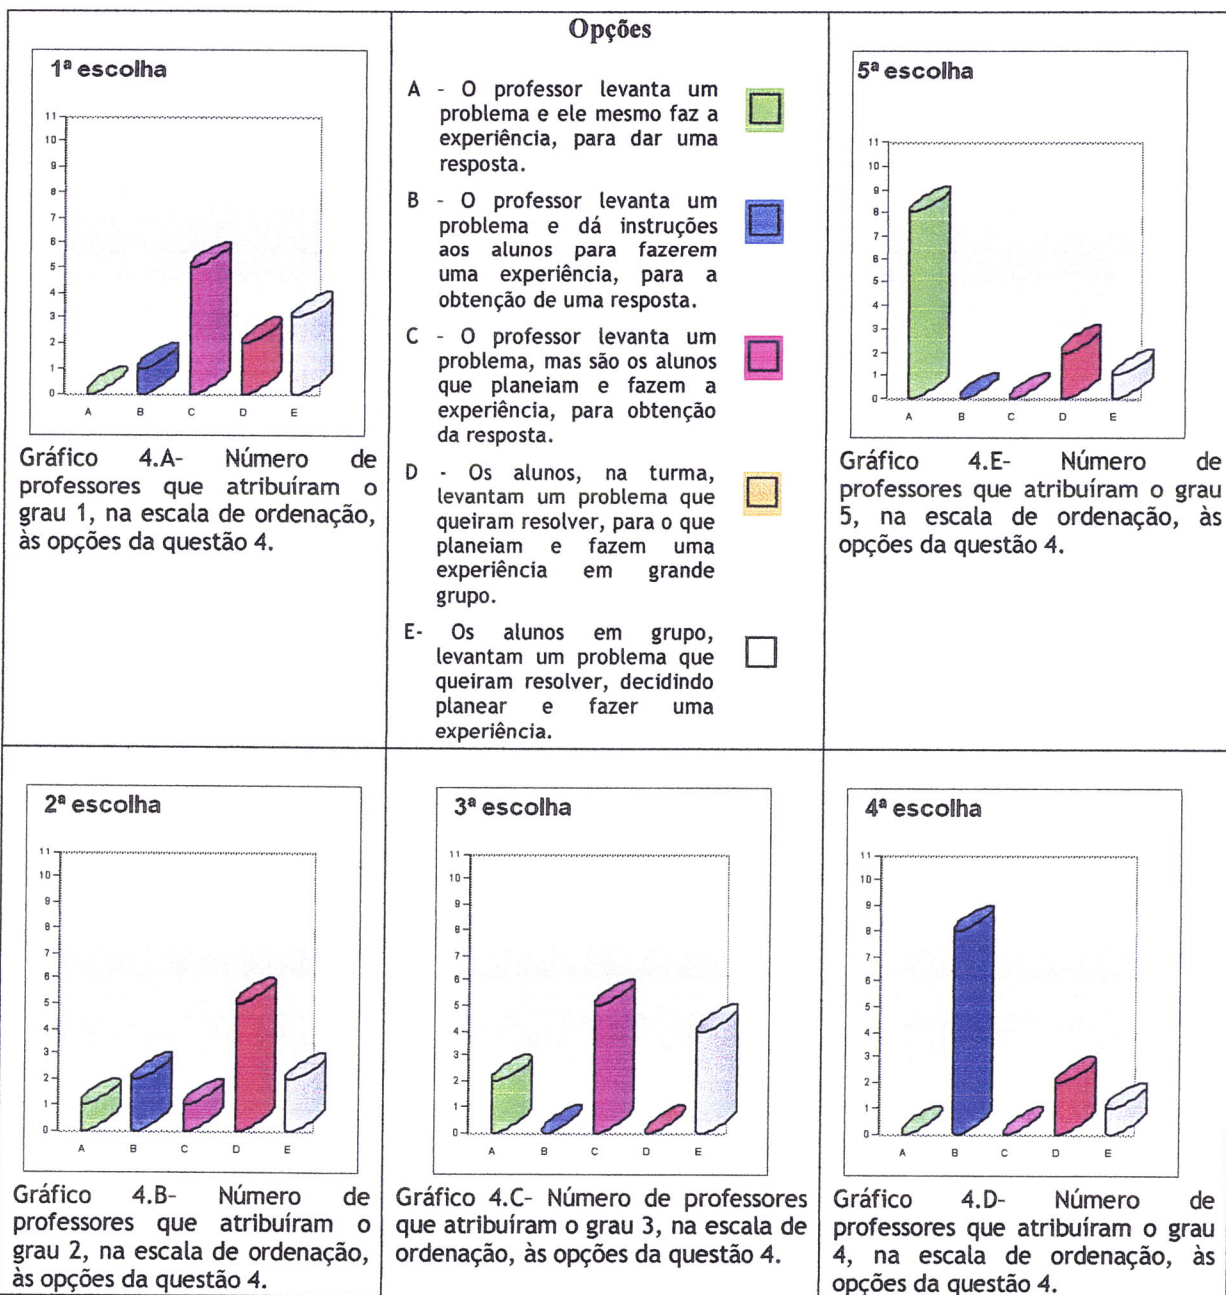 1ª escolha
11
10
9
8
7
6
5
4
3
2
1
0
A B C D E
Gráfico 4.A- Número de
professores que atribuíram o
grau 1, na escala de ordenação,
às opções da questão 4.
Opções
A - O professor levanta um
problema e ele mesmo faz a
experiência, para dar uma
resposta.
B - O professor levanta um
problema e dá instruções
aos alunos para fazerem
uma experiência, para a
obtenção de uma resposta.
C - O professor levanta um
problema, mas são os alunos
que planeiam e fazem a
experiência, para obtenção
da resposta.
D - Os alunos, na turma,
levantam um problema que
queiram resolver, para o que
planeiam e fazem uma
experiência em grande
grupo.
E- Os alunos em grupo,
levantam um problema que
queiram resolver, decidindo
planear e fazer uma
experiência.
5ª escolha
11
10
9
8
7
6
5
4
3
2
1
0
A B C D E
Gráfico 4.E- Número de
professores que atribuíram o grau
5, na escala de ordenação, às
opções da questão 4.
2ª escolha
11
10
9
8
7
6
5
4
3
2
1
0
A B C D E
Gráfico 4.B- Número de
professores que atribuíram o
grau 2, na escala de ordenação,
às opções da questão 4.
3ª escolha
11
10
9
8
7
6
5
4
3
2
1
0
A B C D E
Gráfico 4.C- Número de professores
que atribuíram o grau 3, na escala de
ordenação, às opções da questão 4.
4ª escolha
11
10
9
8
7
6
5
4
3
2
1
0
A B C D E
Gráfico 4.D- Número de
professores que atribuíram o grau
4, na escala de ordenação, às
opções da questão 4.